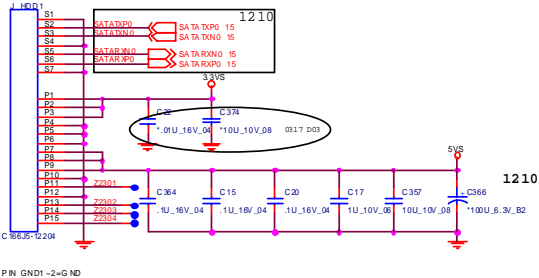 J_HDD1
1210
S1
S2 SATATXP0 SATATXP0 15
S3 SATATXN0 SATATXN0 15
S4
S5 SATARXN0 SATARXN0 15
S6 SATARXP0 SATARXP0 15
S7
3.3VS
P1
P2
P3
P4
P5
P6
P7
P8
P9
P10
P11 Z2301
P12
P13 Z2302
P14 Z2303
P15 Z2304
C22 C374
*.01U_16V_04 *10U_10V_08 0317 D03
5VS
1210
C364 C15 C20 C17 C357 C366
.1U_16V_04 .1U_16V_04 .1U_16V_04 1U_10V_06 10U_10V_08 *100U_6.3V_B2
+
C166J5-12204
PIN GND1~2=GND